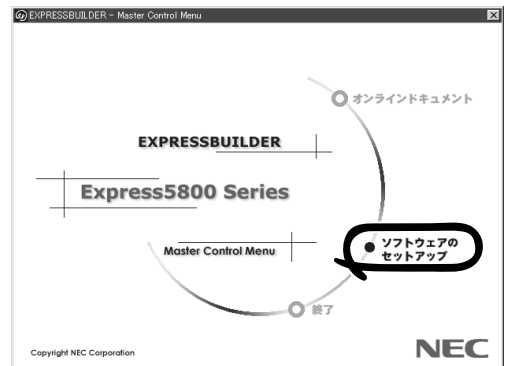 EXPRESSBUILDER - Master Control Menu
オンラインドキュメント
EXPRESSBUILDER
Express5800 Series
Master Control Menu
ソフトウェアの
セットアップ
終了
Copyright NEC Corporation
NEC